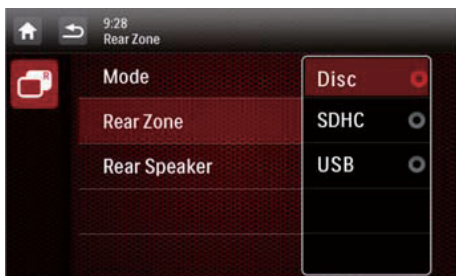 9:28
Rear Zone
R
Mode
Disc
Rear Zone
SDHC
Rear Speaker
USB